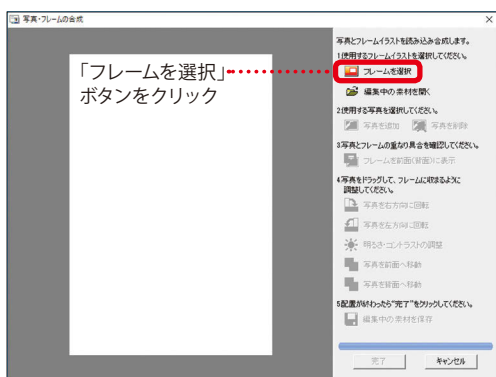 写真・フレームの合成
写真とフレームイラストを読み込み合成します。
1使用するフレームイラストを選択してください。
フレームを選択
「フレームを選択」
ボタンをクリック
編集中の素材を開く
2使用する写真を選択してください。
写真を追加 写真を削除
3写真とフレームの重なり具合を確認してください。
フレームを前面(背面)に表示
4写真をドラッグして、フレームに収まるように
調整してください。
写真を右方向に回転
写真を左方向に回転
明るさ・コントラストの調整
写真を前面へ移動
写真を背面へ移動
5配置が終わったら"完了"をクリックしてください。
編集中の素材を保存
完了 キャンセル